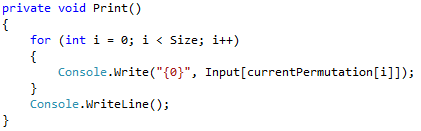 private void Print()
{
    for (int i = 0; i < Size; i++)
    {
        Console.Write("{0}", Input[currentPermutation[i]]);
    }
    Console.WriteLine();
}